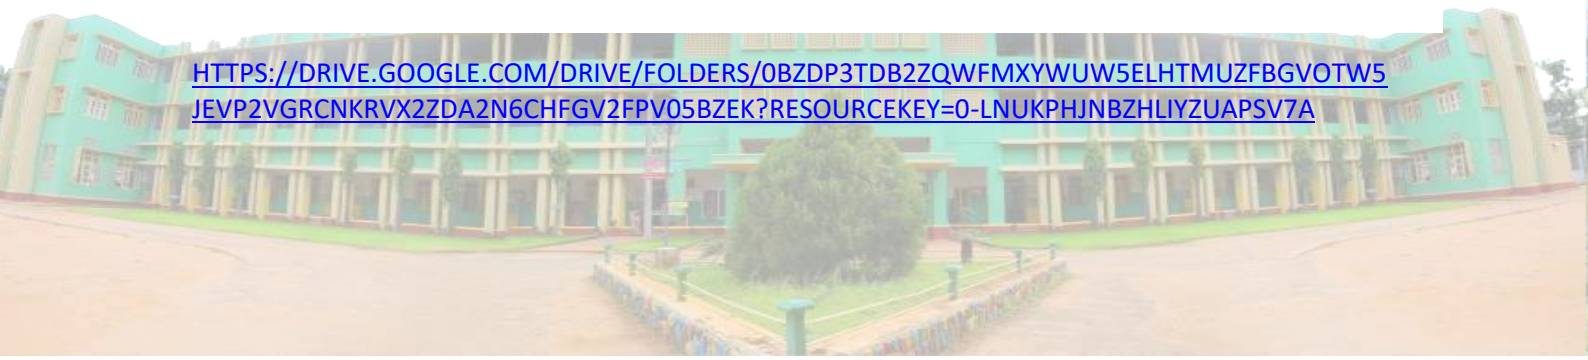 HTTPS://DRIVE.GOOGLE.COM/DRIVE/FOLDERS/0BZDP3TDB2ZQWFMXYWUW5ELHTMUZFBGVOTW5
JEVP2VGRCNKRVX2ZDA2N6CHFGV2FPV05BZEK?RESOURCEKEY=0-LNUKPHJNBZHLIYZUAPSV7A